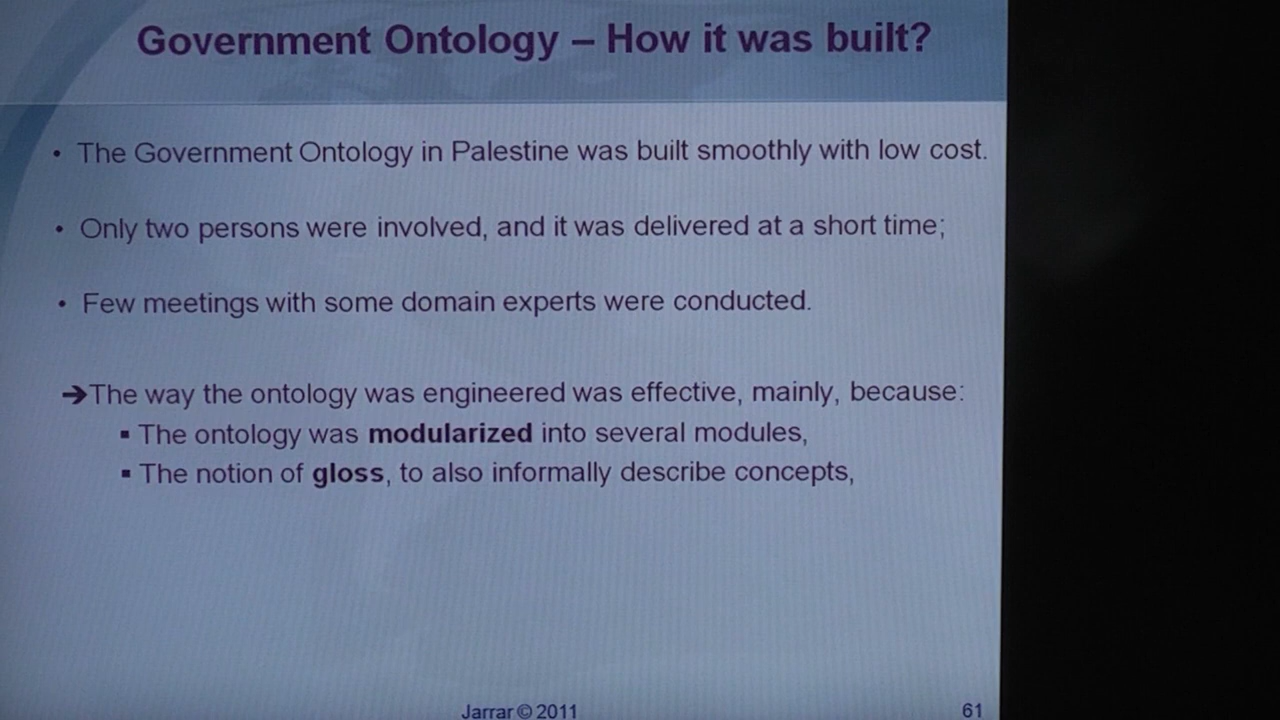 Government Ontology – How it was built?
• The Government Ontology in Palestine was built smoothly with low cost.
• Only two persons were involved, and it was delivered at a short time;
• Few meetings with some domain experts were conducted.
➔The way the ontology was engineered was effective, mainly, because:
▪ The ontology was modularized into several modules,
▪ The notion of gloss, to also informally describe concepts,
Jarrar © 2011
61